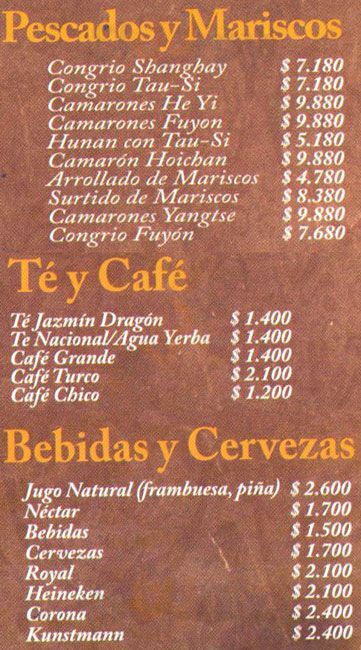 Pescados y Mariscos
Congrio Shanghay $ 7.180
Congrio Tau-Si $ 7.180
Camarones He Yi $ 9.880
Camarones Fuyon $ 9.880
Hunan con Tau-Si $ 5.180
Camarón Hoichan $ 9.880
Arrollado de Mariscos $ 4.780
Surtido de Mariscos $ 8.380
Camarones Yangtse $ 9.880
Congrio Fuyón $ 7.680
Té y Café
Té Jazmín Dragón $ 1.400
Te Nacional/Agua Yerba $ 1.400
Café Grande $ 1.400
Café Turco $ 2.100
Café Chico $ 1.200
Bebidas y Cervezas
Jugo Natural (frambuesa, piña) $ 2.600
Néctar $ 1.700
Bebidas $ 1.500
Cervezas $ 1.700
Royal $ 2.100
Heineken $ 2.100
Corona $ 2.400
Kunstmann $ 2.400